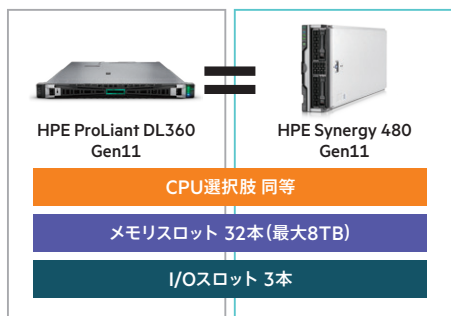 HPE ProLiant DL360
Gen11
HPE Synergy 480
Gen11
CPU選択肢 同等
メモリスロット 32本(最大8TB)
I/Oスロット 3本